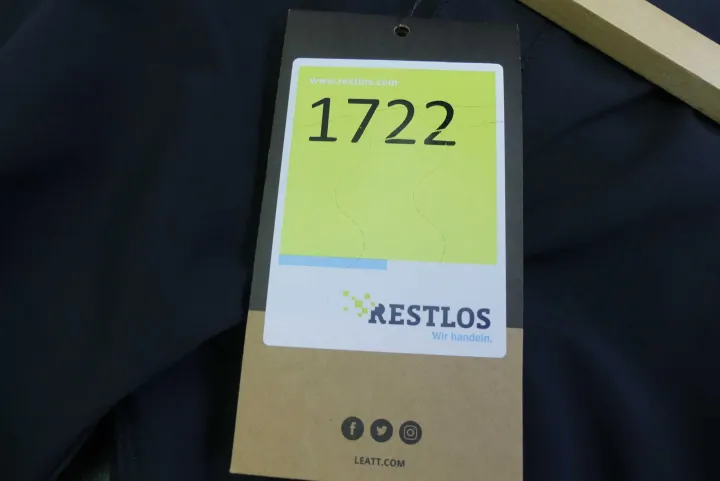 www.restlos.com
1722
RESTLOS
Wir handeln.
LEATT.COM